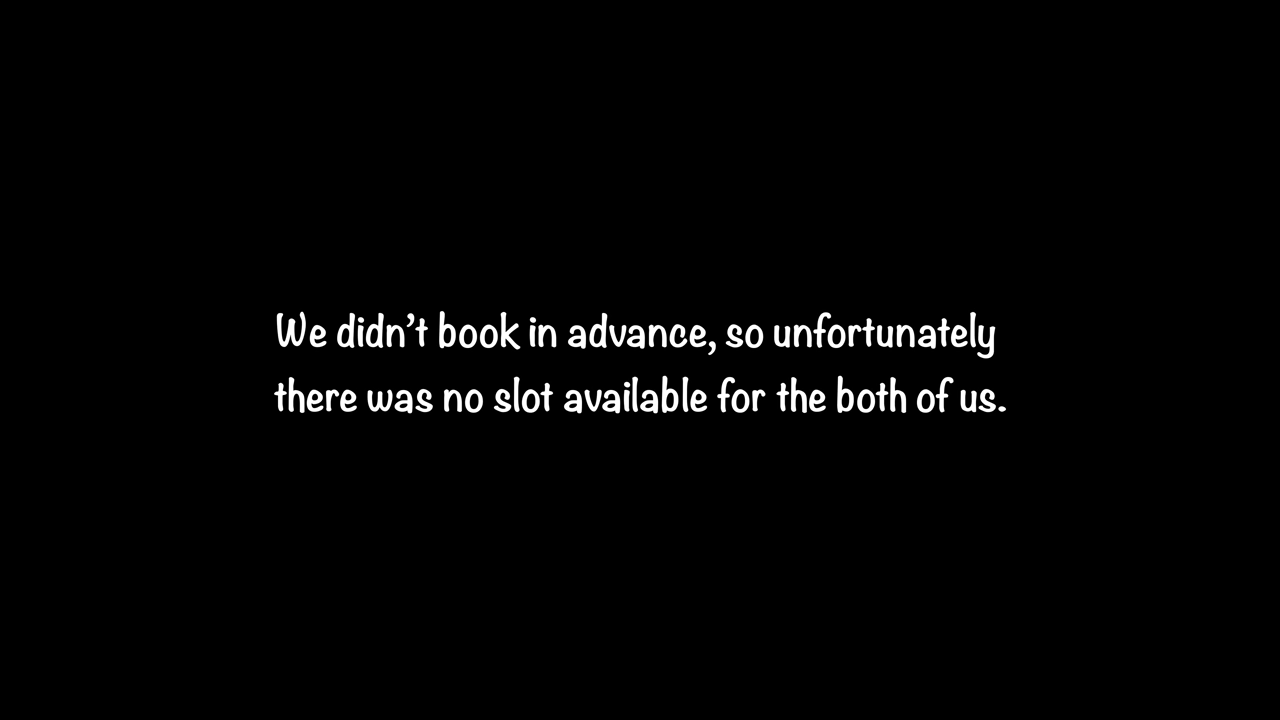 We didn’t book in advance, so unfortunately
there was no slot available for the both of us.